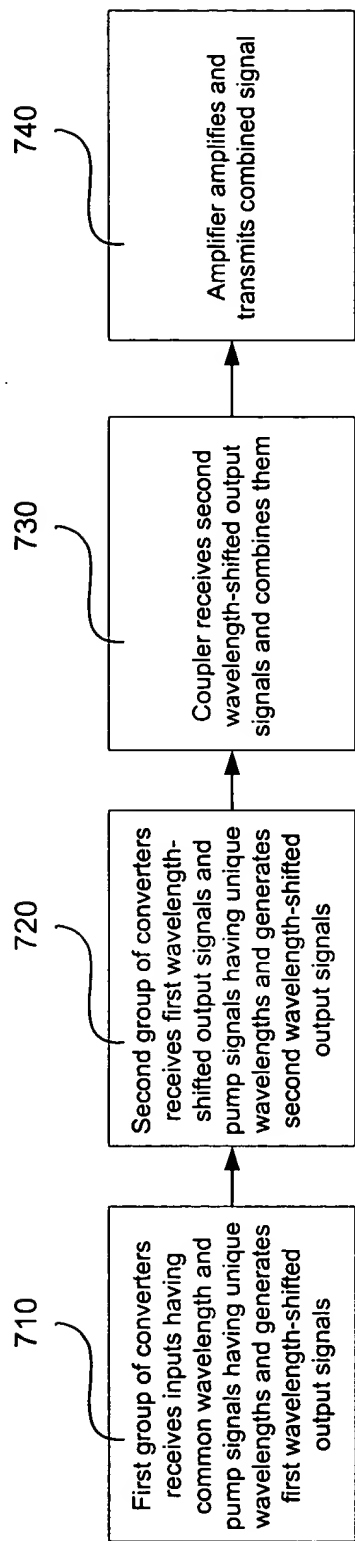 710
First group of converters
receives inputs having
common wavelength and
pump signals having unique
wavelengths and generates
first wavelength-shifted
output signals
720
Second group of converters
receives first wavelength-
shifted output signals and
pump signals having unique
wavelengths and generates
second wavelength-shifted
output signals
730
Coupler receives second
wavelength-shifted output
signals and combines them
740
Amplifier amplifies and
transmits combined signal